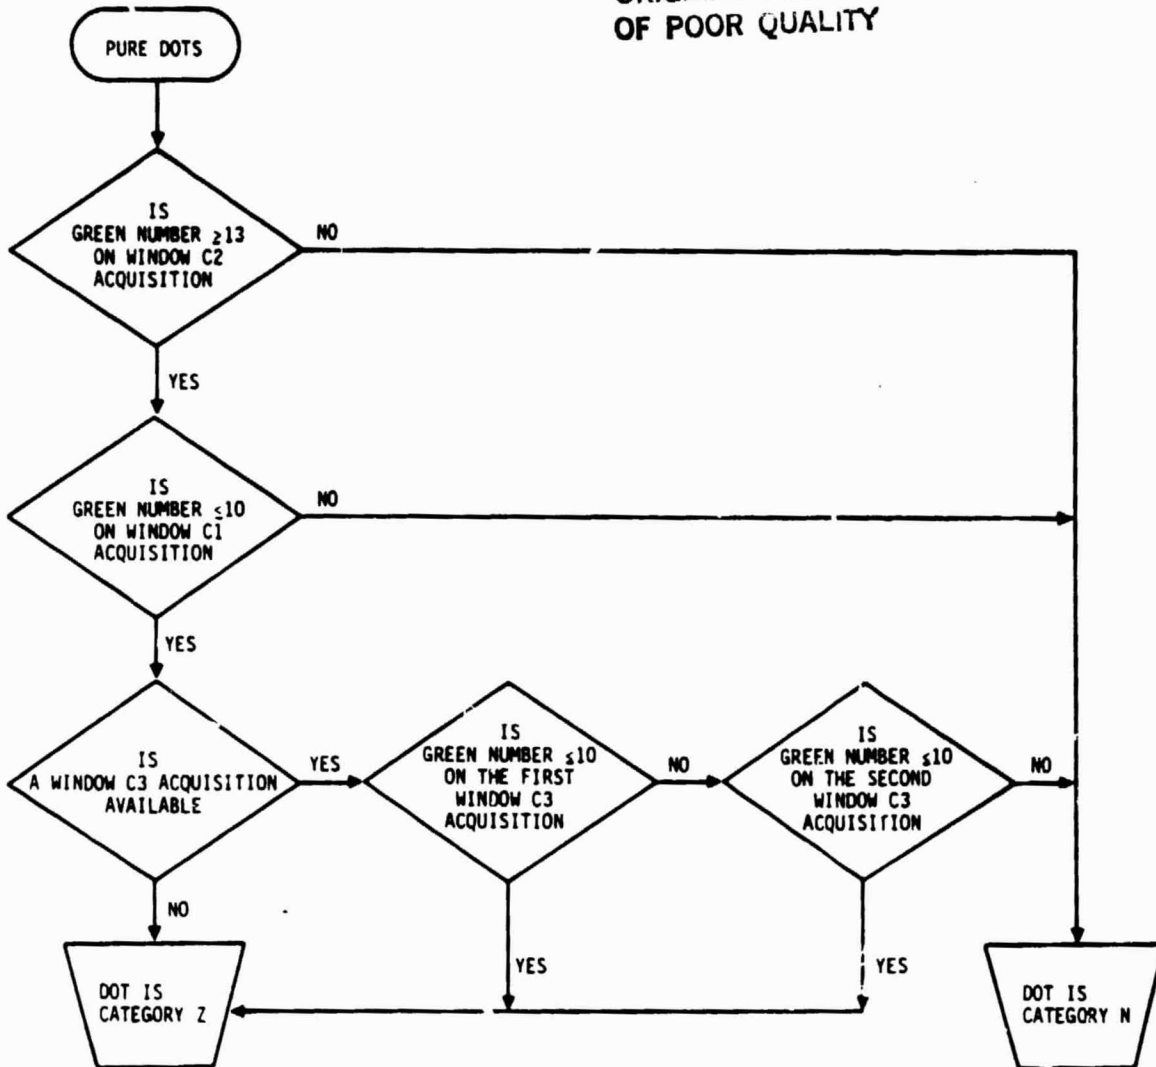 OF POOR QUALITY
PURE DOTS
IS
GREEN NUMBER ≥13
ON WINDOW C2
ACQUISITION
NO
YES
IS
GREEN NUMBER ≤10
ON WINDOW C1
ACQUISITION
NO
YES
IS
A WINDOW C3 ACQUISITION
AVAILABLE
YES
IS
GREEN NUMBER ≤10
ON THE FIRST
WINDOW C3
ACQUISITION
NO
IS
GREEN NUMBER ≤10
ON THE SECOND
WINDOW C3
ACQUISITION
NO
NO
YES
YES
DOT IS
CATEGORY Z
DOT IS
CATEGORY N